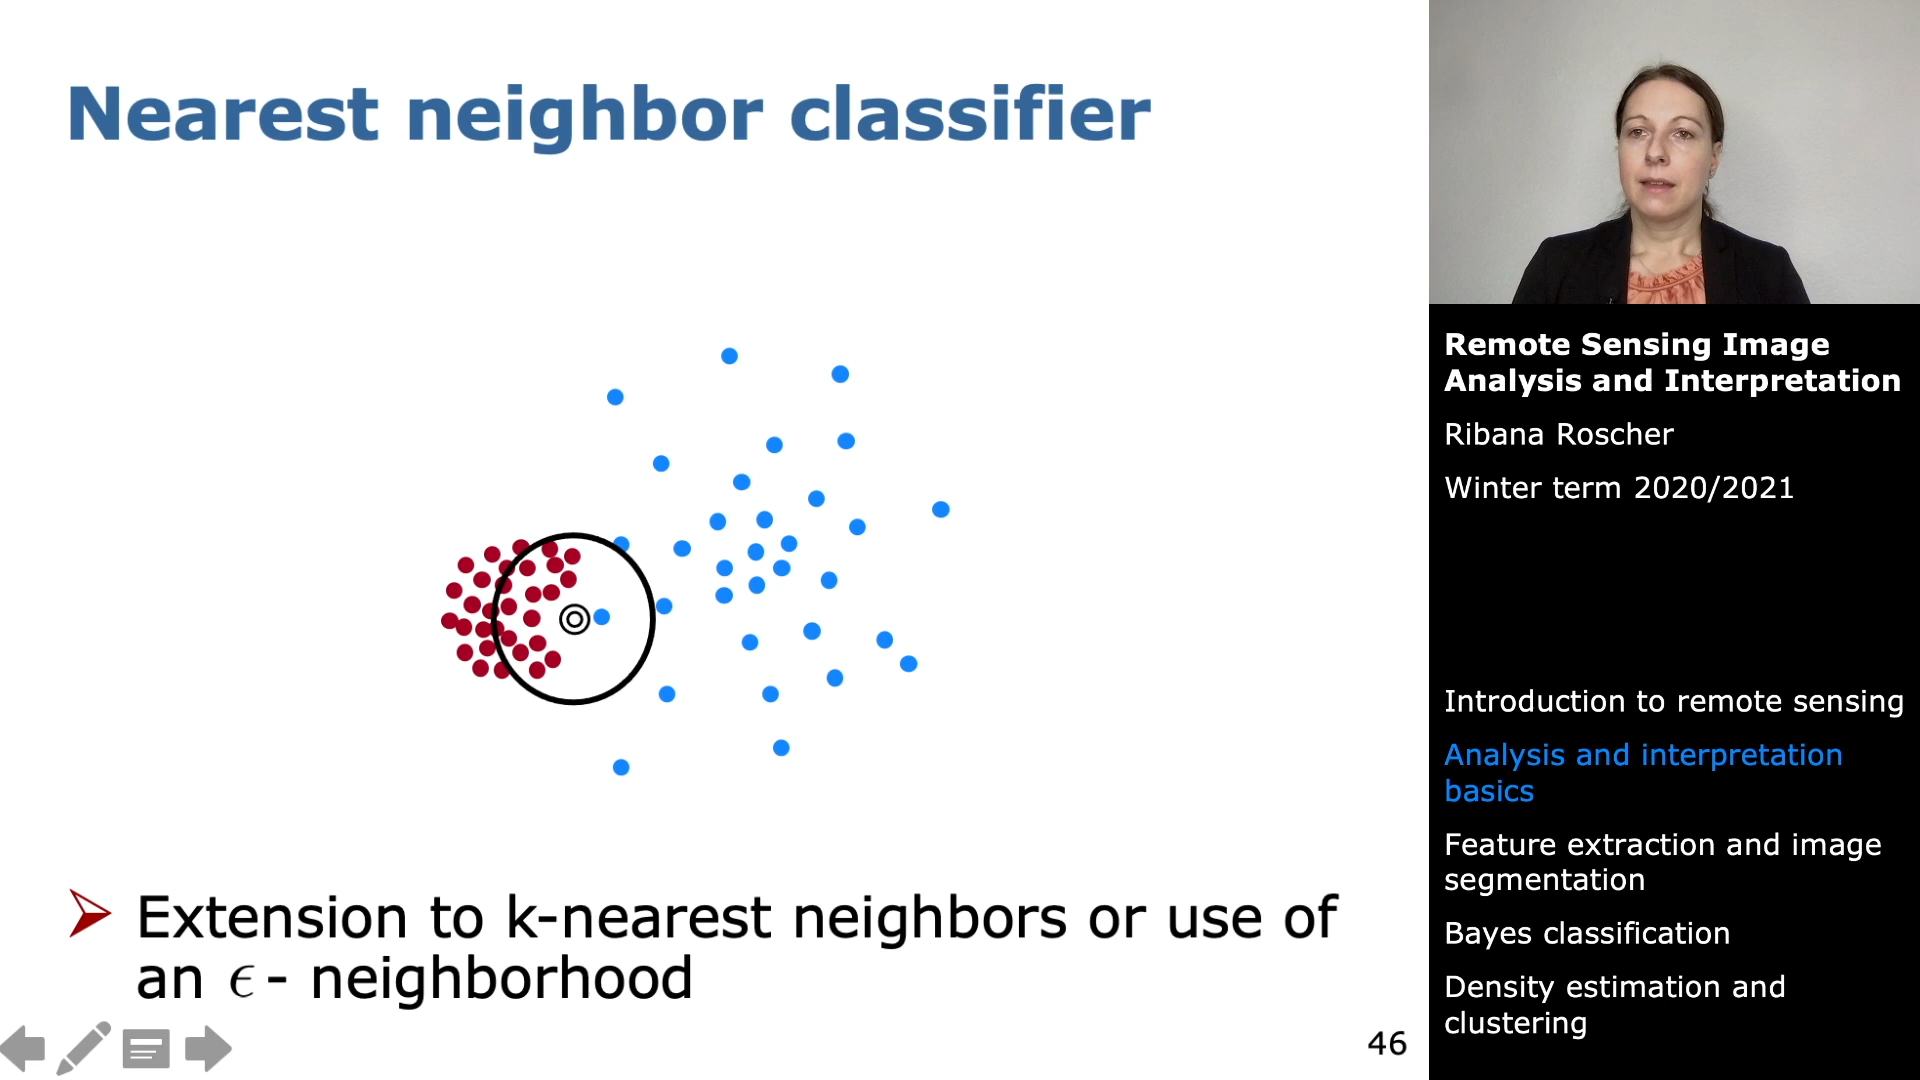 Nearest neighbor classifier
Extension to k-nearest neighbors or use of
an ϵ - neighborhood
46
Remote Sensing Image
Analysis and Interpretation
Ribana Roscher
Winter term 2020/2021
Introduction to remote sensing
Analysis and interpretation
basics
Feature extraction and image
segmentation
Bayes classification
Density estimation and
clustering